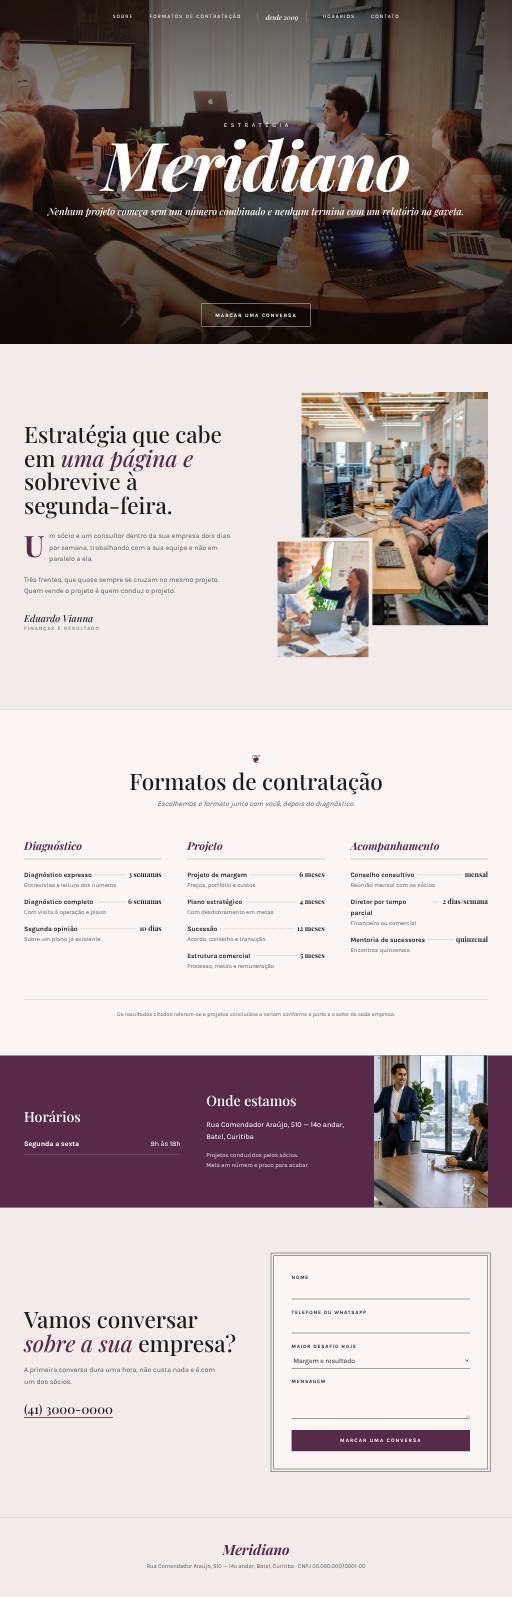 SOBRE
FORMATOS DE CONTRATAÇÃO
desde 2009
HORÁRIOS
CONTATO
ESTRATÉGIA
Meridiano
Nenhum projeto começa sem um número combinado e nenhum termina com um relatório na gaveta.
MARCAR UMA CONVERSA
Estratégia que cabe
em uma página e
sobrevive à
segunda-feira.
Um sócio e um consultor dentro da sua empresa dois dias
por semana, trabalhando com a sua equipe e não em
paralelo a ela.
Três frentes, que quase sempre se cruzam no mesmo projeto.
Quem vende o projeto é quem conduz o projeto.
Eduardo Vianna
FINANÇAS E RESULTADO
❦
Formatos de contratação
Escolhemos o formato junto com você, depois do diagnóstico.
Diagnóstico
Diagnóstico expresso 3 semanas
Entrevistas e leitura dos números
Diagnóstico completo 6 semanas
Com visita à operação e plano
Segunda opinião 10 dias
Sobre um plano já existente
Projeto
Projeto de margem 6 meses
Preços, portfólio e custos
Plano estratégico 4 meses
Com desdobramento em metas
Sucessão 12 meses
Acordo, conselho e transição
Estrutura comercial 5 meses
Processo, metas e remuneração
Acompanhamento
Conselho consultivo mensal
Reunião mensal com os sócios
Diretor por tempo 2 dias/semana
parcial
Financeiro ou comercial
Mentoria de sucessores quinzenal
Encontros quinzenais
Os resultados citados referem-se a projetos concluídos e variam conforme o porte e o setor de cada empresa.
Horários
Segunda a sexta 9h às 18h
Onde estamos
Rua Comendador Araújo, 510 — 14º andar,
Batel, Curitiba
Projetos conduzidos pelos sócios.
Meta em número e prazo para acabar.
Vamos conversar
sobre a sua empresa?
A primeira conversa dura uma hora, não custa nada e é com
um dos sócios.
(41) 3000-0000
NOME
TELEFONE OU WHATSAPP
MAIOR DESAFIO HOJE
Margem e resultado
MENSAGEM
MARCAR UMA CONVERSA
Meridiano
Rua Comendador Araújo, 510 — 14º andar, Batel, Curitiba · CNPJ 00.000.000/0001-00